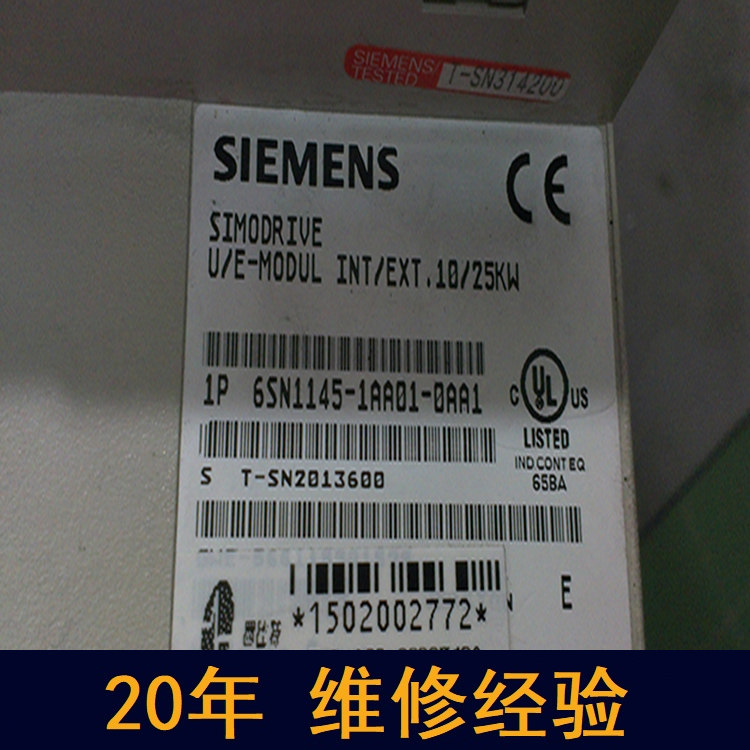 SIEMENS/
TESTED
T-SN314200
SIEMENS
CE
SIMODRIVE
U/E-MODUL INT/EXT.10/25KW
1P 6SN1145-1AA01-0AA1
C UL US
LISTED
IND CONT EQ
65BA
S T-SN2013600
E
*1502002772*
20年 维修经验